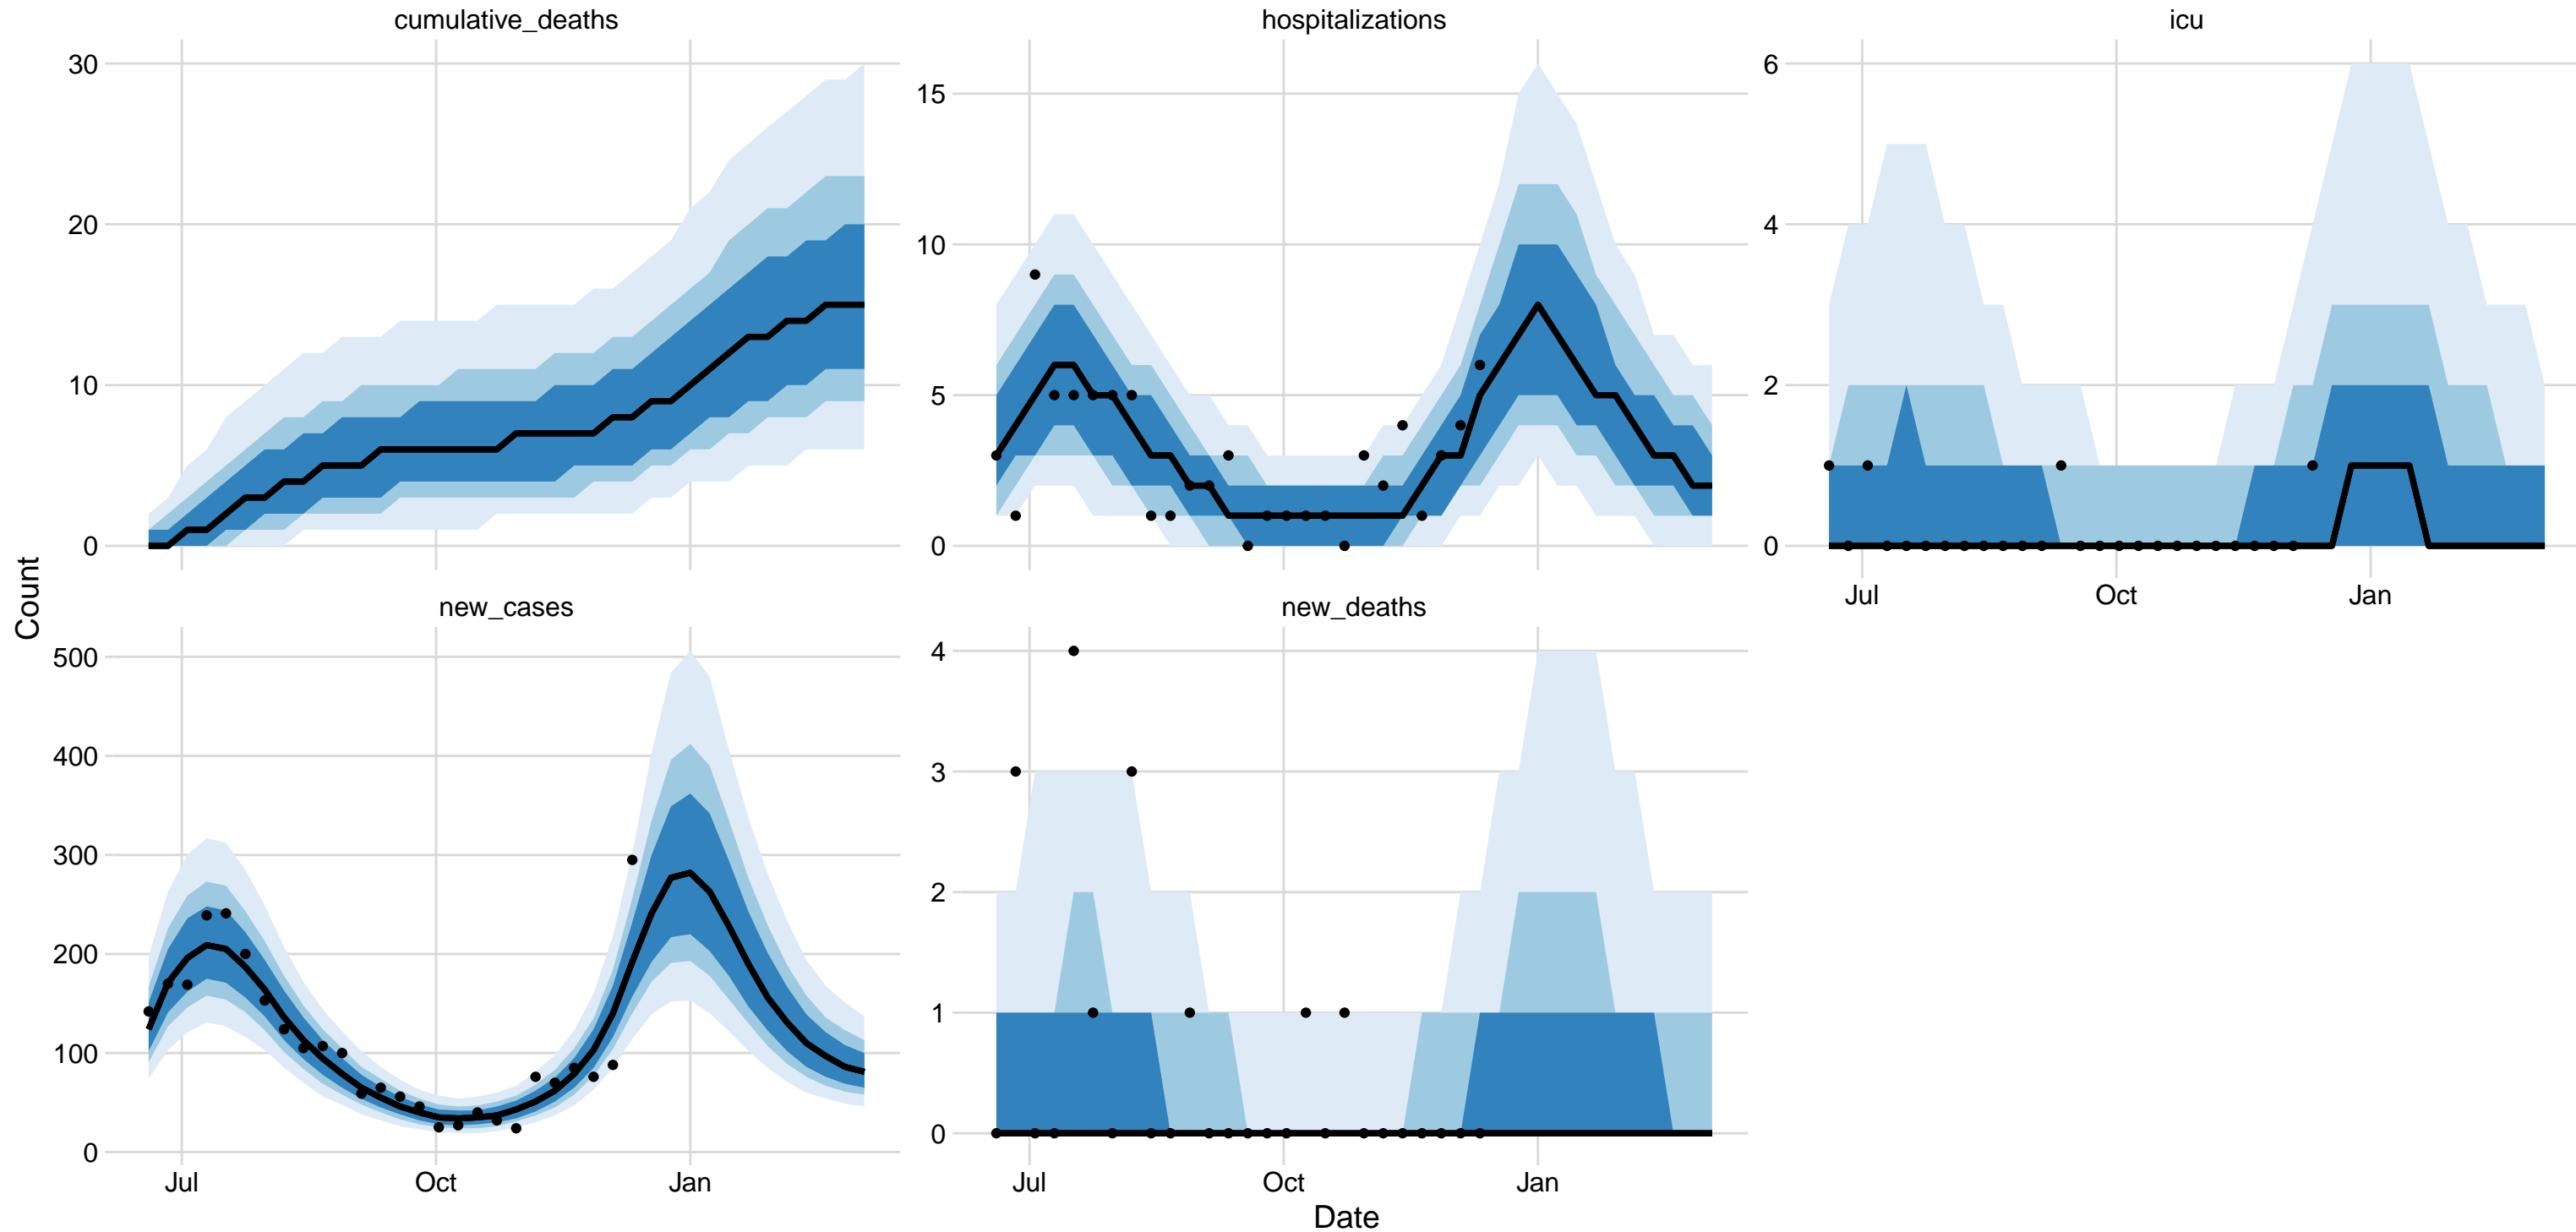 cumulative_deaths
hospitalizations
icu
30
20
10
0
15
10
5
0
6
4
2
0
Jul Oct Jan
Count
new_cases
new_deaths
500
400
300
200
100
0
4
3
2
1
0
Jul Oct Jan
Jul Oct Jan
Date